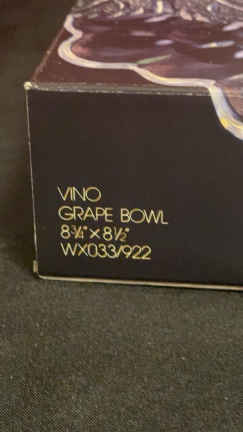 VINO
GRAPE BOWL
8¾" × 8½"
WX033/922